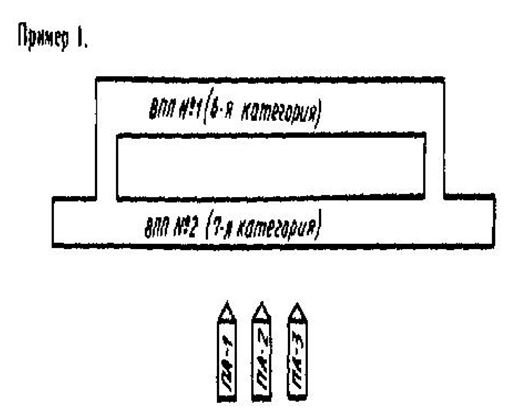 Пример 1.
ВПП №1 (6-я категория)
ВПП №2 (7-я категория)
ПА-1
ПА-2
ПА-3